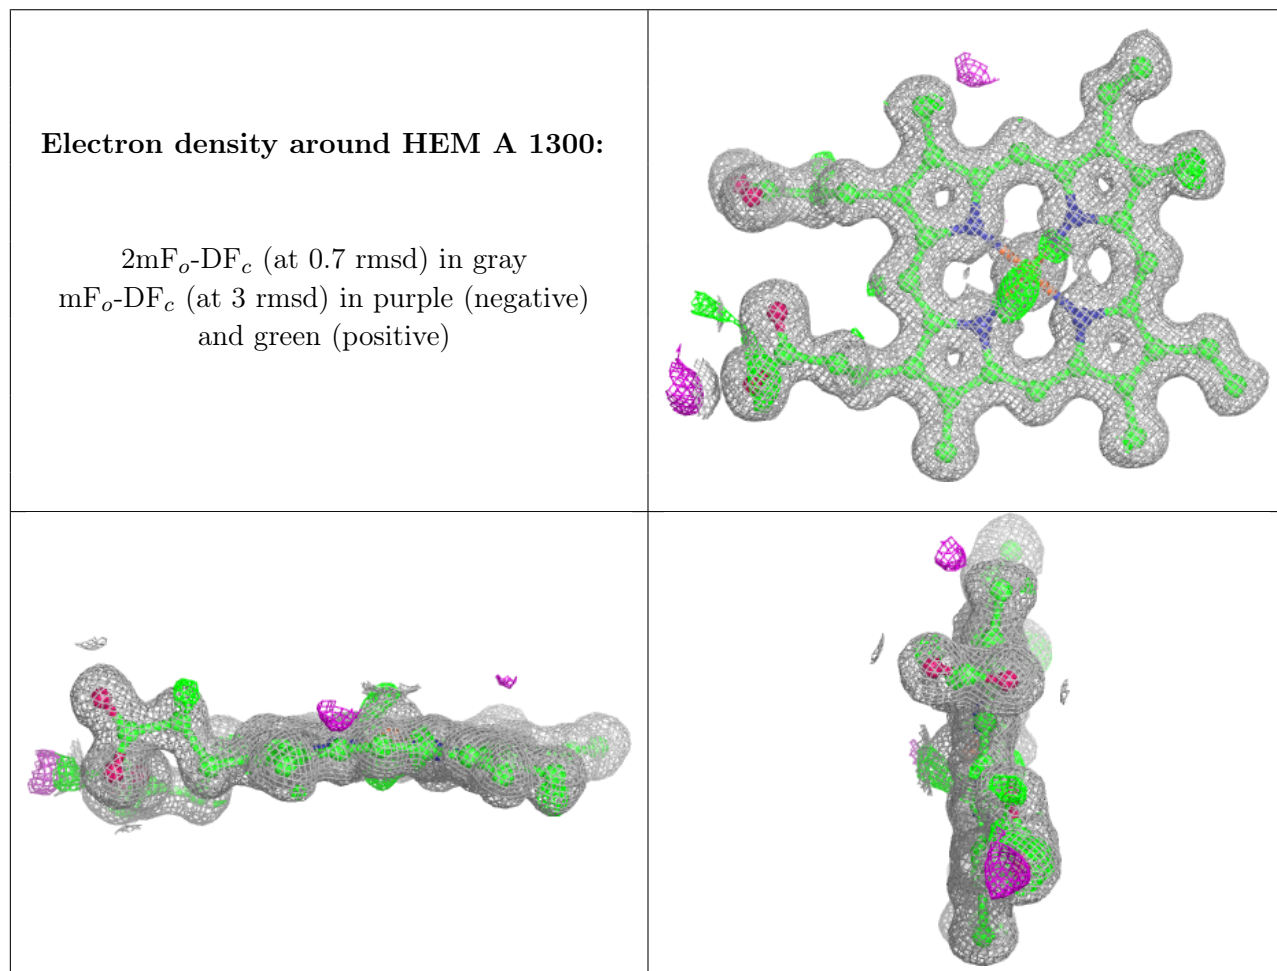 Electron density around HEM A 1300:
2mFo-DFc (at 0.7 rmsd) in gray
mFo-DFc (at 3 rmsd) in purple (negative)
and green (positive)